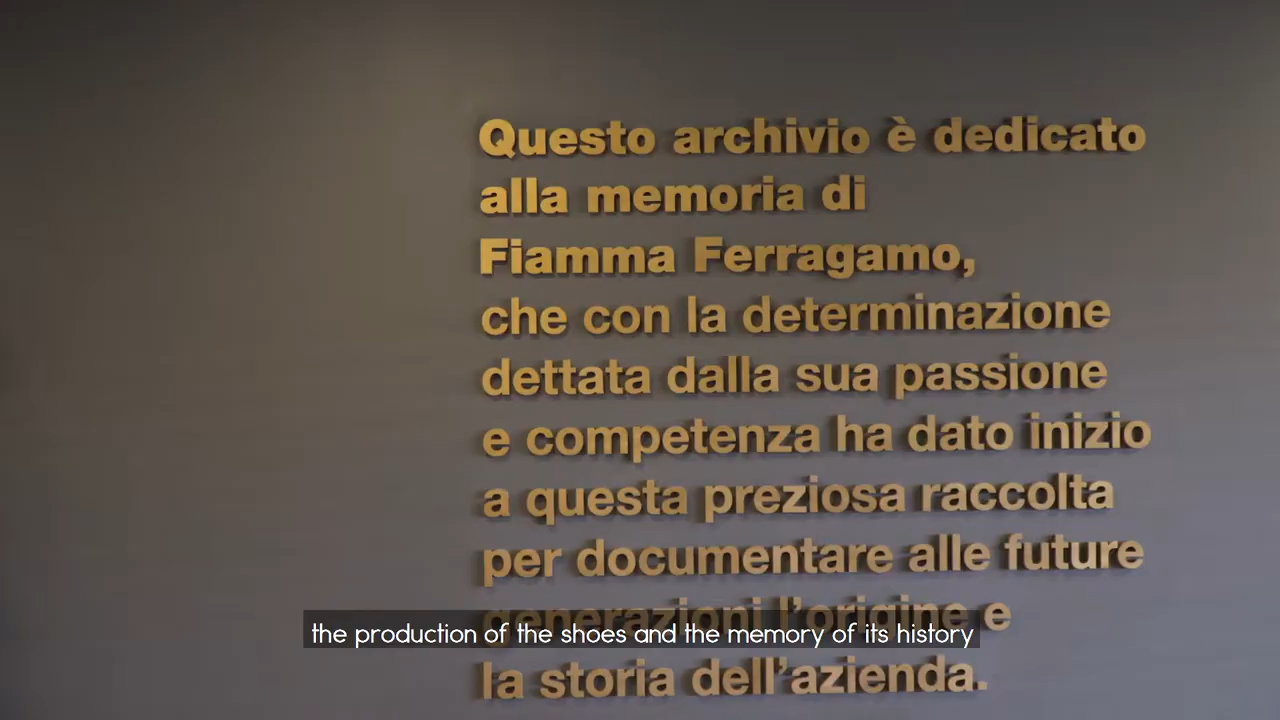 Questo archivio è dedicato
alla memoria di
Fiamma Ferragamo,
che con la determinazione
dettata dalla sua passione
e competenza ha dato inizio
a questa preziosa raccolta
per documentare alle future
generazioni l’origine e
the production of the shoes and the memory of its history
la storia dell’azienda.